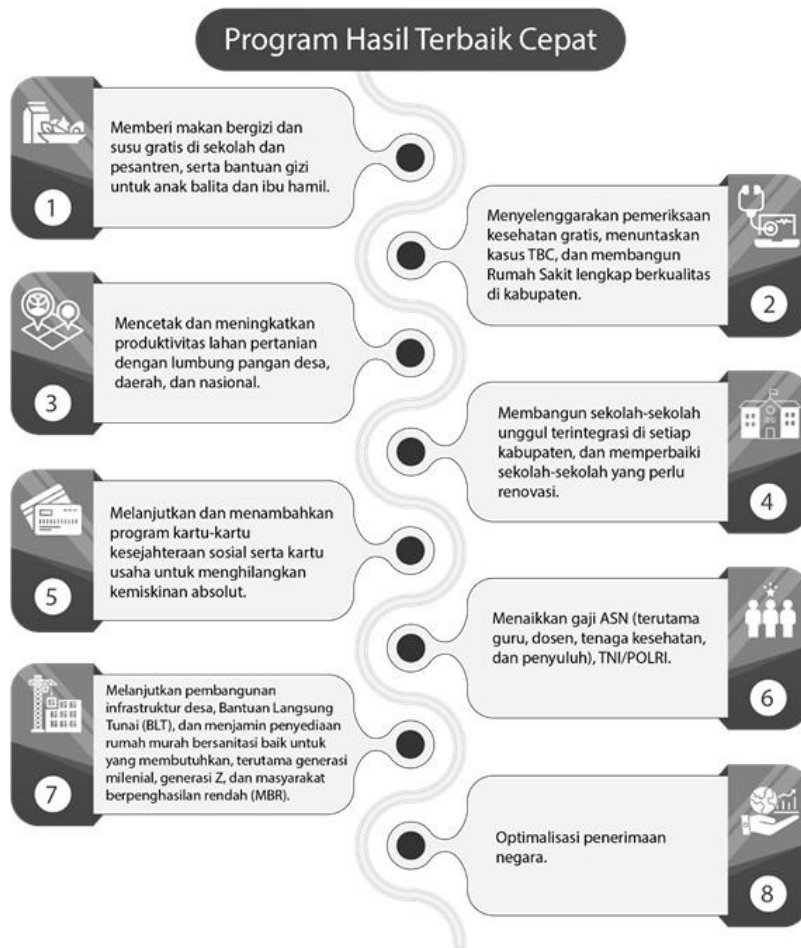 Program Hasil Terbaik Cepat
Memberi makan bergizi dan
susu gratis di sekolah dan
pesantren, serta bantuan gizi
untuk anak balita dan ibu hamil.
1
Menyelenggarakan pemeriksaan
kesehatan gratis, menuntaskan
kasus TBC, dan membangun
Rumah Sakit lengkap berkualitas
di kabupaten.
2
Mencetak dan meningkatkan
produktivitas lahan pertanian
dengan lumbung pangan desa,
daerah, dan nasional.
3
Membangun sekolah-sekolah
unggul terintegrasi di setiap
kabupaten, dan memperbaiki
sekolah-sekolah yang perlu
renovasi.
4
Melanjutkan dan menambahkan
program kartu-kartu
kesejahteraan sosial serta kartu
usaha untuk menghilangkan
kemiskinan absolut.
5
Menaikkan gaji ASN (terutama
guru, dosen, tenaga kesehatan,
dan penyuluh), TNI/POLRI.
6
Melanjutkan pembangunan
infrastruktur desa, Bantuan Langsung
Tunai (BLT), dan menjamin penyediaan
rumah murah bersanitasi baik untuk
yang membutuhkan, terutama generasi
milenial, generasi Z, dan masyarakat
berpenghasilan rendah (MBR).
7
Optimalisasi penerimaan
negara.
8